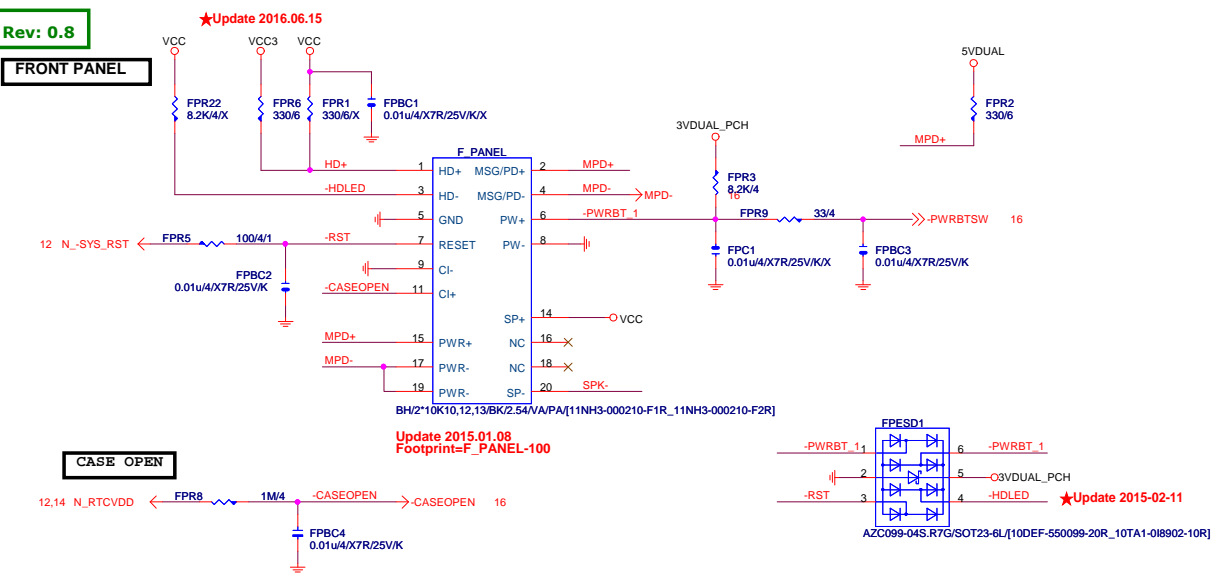 ★Update 2016.06.15
Rev: 0.8
FRONT PANEL
VCC
VCC3
VCC
5VDUAL
FPR22
8.2K/4/X
FPR6
330/6
FPR1
330/6/X
FPBC1
0.01u/4/X7R/25V/K/X
FPR2
330/6
MPD+
3VDUAL_PCH
FPR3
8.2K/4
F_PANEL
HD+ 1 HD+ MSG/PD+ 2 MPD+
-HDLED 3 HD- MSG/PD- 4 MPD- MPD- 16
5 GND PW+ 6 -PWRBT_1 FPR9 33/4 -PWRBTSW 16
12 N_-SYS_RST FPR5 100/4/1 -RST 7 RESET PW- 8
9 CI-
-CASEOPEN 11 CI+
FPBC2
0.01u/4/X7R/25V/K
FPC1
0.01u/4/X7R/25V/K/X
FPBC3
0.01u/4/X7R/25V/K
SP+ 14 VCC
MPD+ 15 PWR+ NC 16
MPD- 17 PWR- NC 18
19 PWR- SP- 20 SPK-
BH/2*10K10,12,13/BK/2.54/VA/PA/[11NH3-000210-F1R_11NH3-000210-F2R]
Update 2015.01.08
Footprint=F_PANEL-100
CASE OPEN
12,14 N_RTCVDD FPR8 1M/4 -CASEOPEN -CASEOPEN 16
FPBC4
0.01u/4/X7R/25V/K
FPESD1
-PWRBT_1 1 6 -PWRBT_1
2 5 3VDUAL_PCH
-RST 3 4 -HDLED ★Update 2015-02-11
AZC099-04S.R7G/SOT23-6L/[10DEF-550099-20R_10TA1-0I8902-10R]